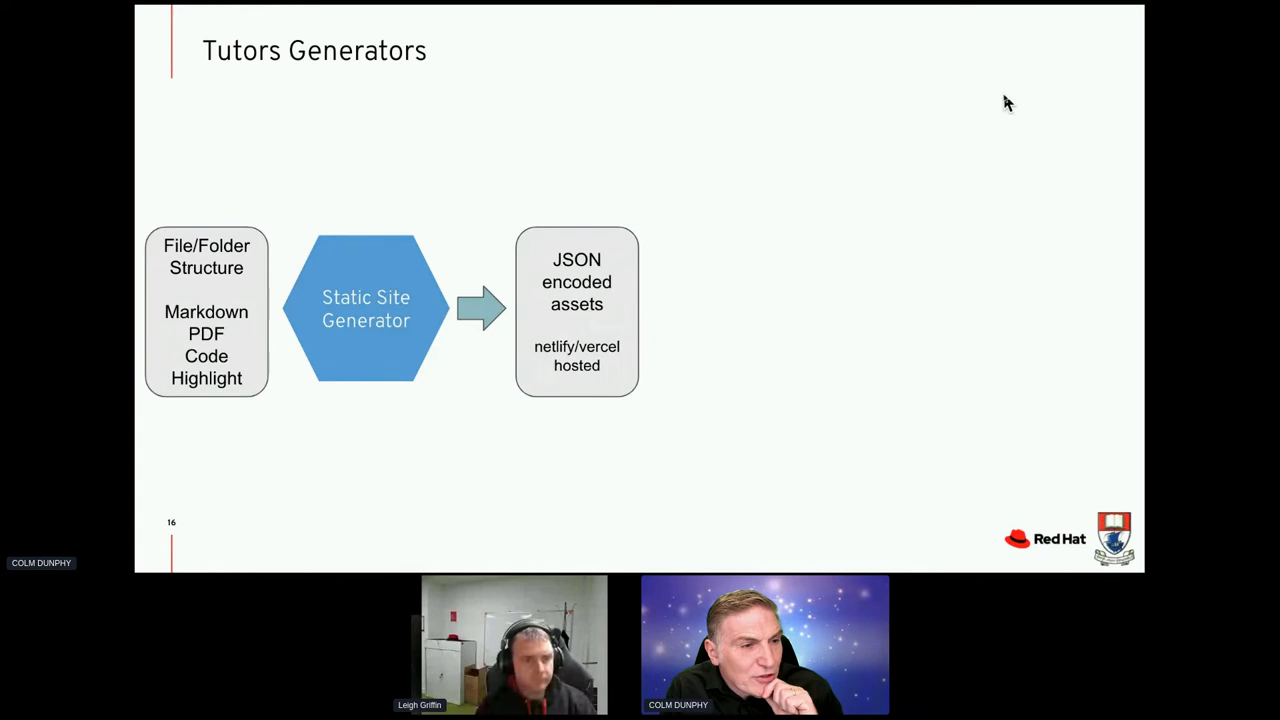 Tutors Generators
File/Folder
Structure
Markdown
PDF
Code
Highlight
Static Site
Generator
JSON
encoded
assets
netlify/vercel
hosted
16
Red Hat
COLM DUNPHY
Leigh Griffin
COLM DUNPHY